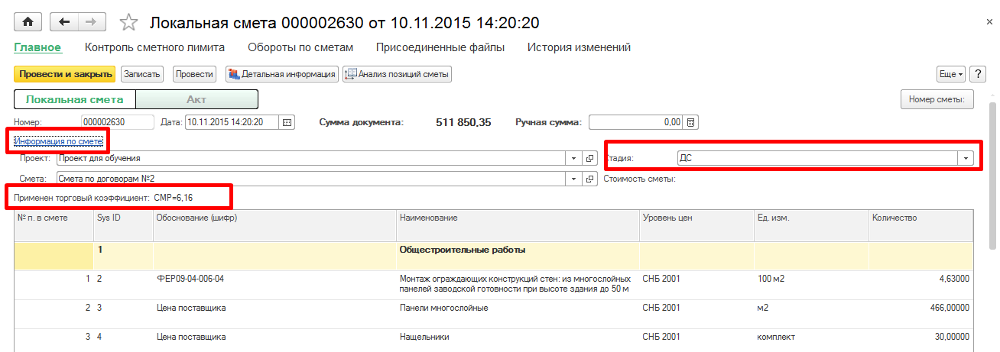 Локальная смета 000002630 от 10.11.2015 14:20:20
Главное Контроль сметного лимита Обороты по сметам Присоединенные файлы История изменений
Провести и закрыть Записать Провести Детальная информация Анализ позиций сметы Еще ?
Локальная смета Акт Номер сметы:
Номер: 000002630 Дата: 10.11.2015 14:20:20 Сумма документа: 511 850,35 Ручная сумма: 0,00
Информация по смете
Проект: Проект для обучения Стадия: ДС
Смета: Смета по договорам №2 Стоимость сметы:
Применен торговый коэффициент: СМР=6,16
№ п. в смете Sys ID Обоснование (шифр) Наименование Уровень цен Ед. изм. Количество
1 Общестроительные работы
1 2 ФЕР09-04-006-04 Монтаж ограждающих конструкций стен: из многослойных СНБ 2001 100 м2 4,63000
панелей заводской готовности при высоте здания до 50 м
2 3 Цена поставщика Панели многослойные СНБ 2001 м2 466,00000
3 4 Цена поставщика Нащельники СНБ 2001 комплект 30,00000